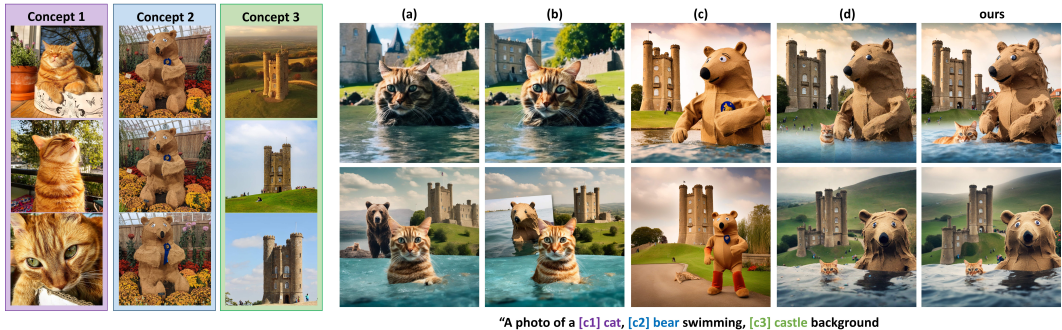 Concept 1
Concept 2
Concept 3
(a)
(b)
(c)
(d)
ours
“A photo of a [c1] cat, [c2] bear swimming, [c3] castle background